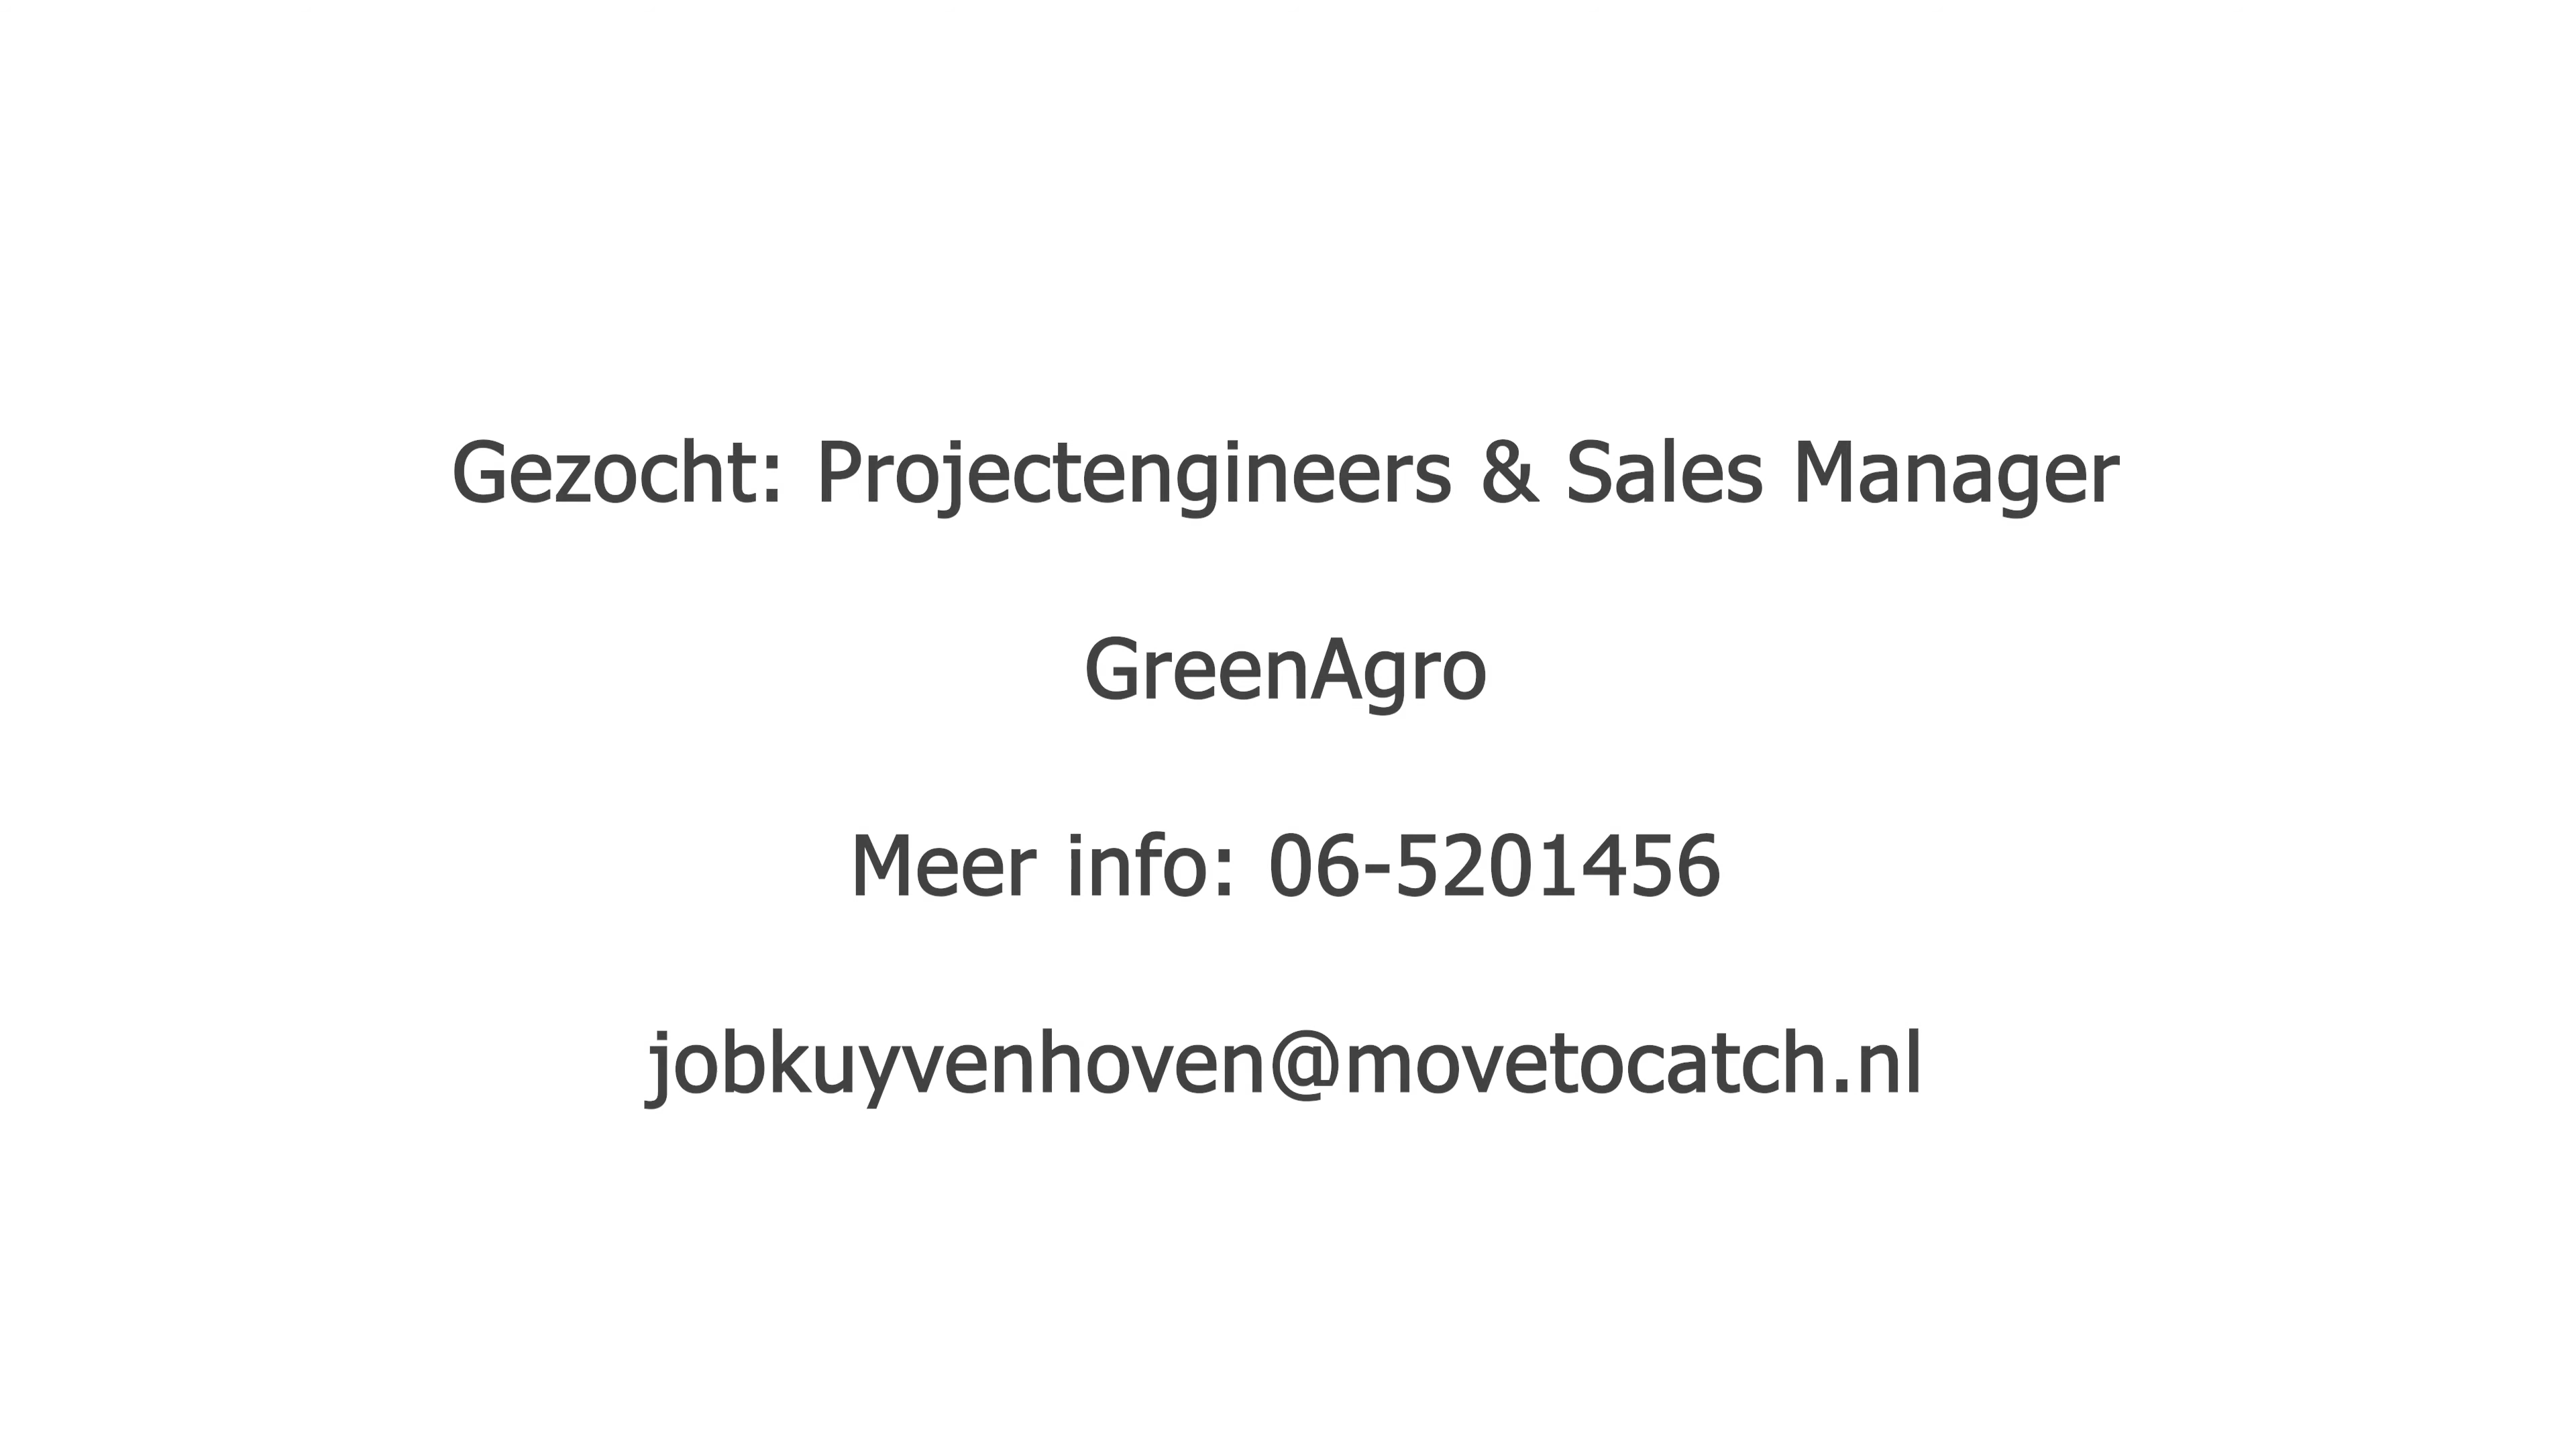 Gezocht: Projectengineers & Sales Manager
GreenAgro
Meer info: 06-5201456
jobkuyvenhoven@movetocatch.nl